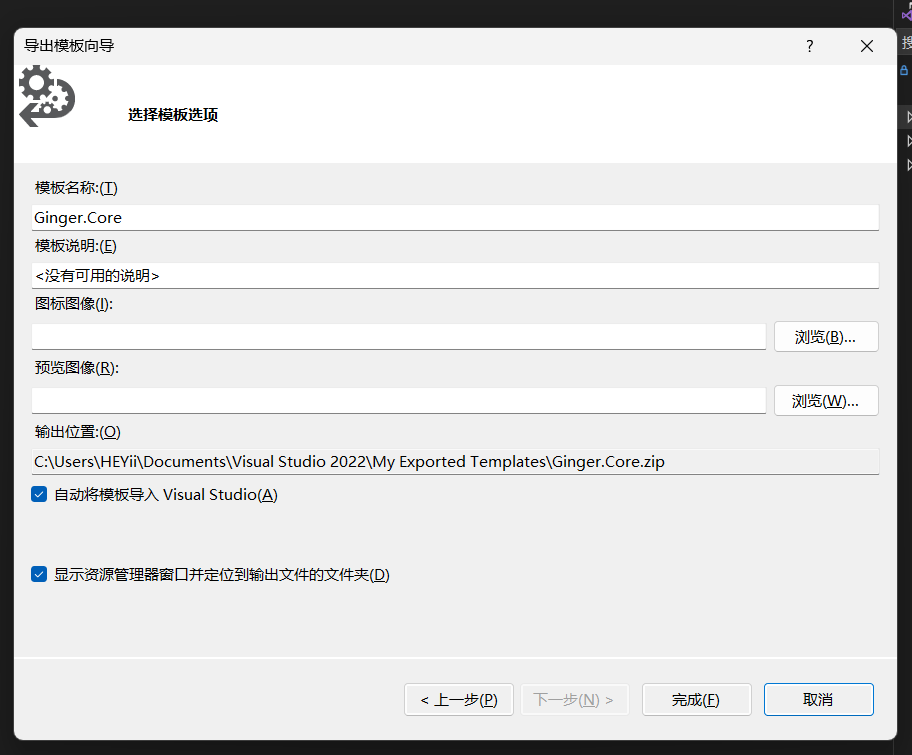 导出模板向导
?
搜
选择模板选项
模板名称:(T)
Ginger.Core
模板说明:(E)
<没有可用的说明>
图标图像(I):
浏览(B)...
预览图像(R):
浏览(W)...
输出位置:(O)
C:\Users\HEYii\Documents\Visual Studio 2022\My Exported Templates\Ginger.Core.zip
自动将模板导入 Visual Studio(A)
显示资源管理器窗口并定位到输出文件的文件夹(D)
< 上一步(P)
下一步(N) >
完成(F)
取消